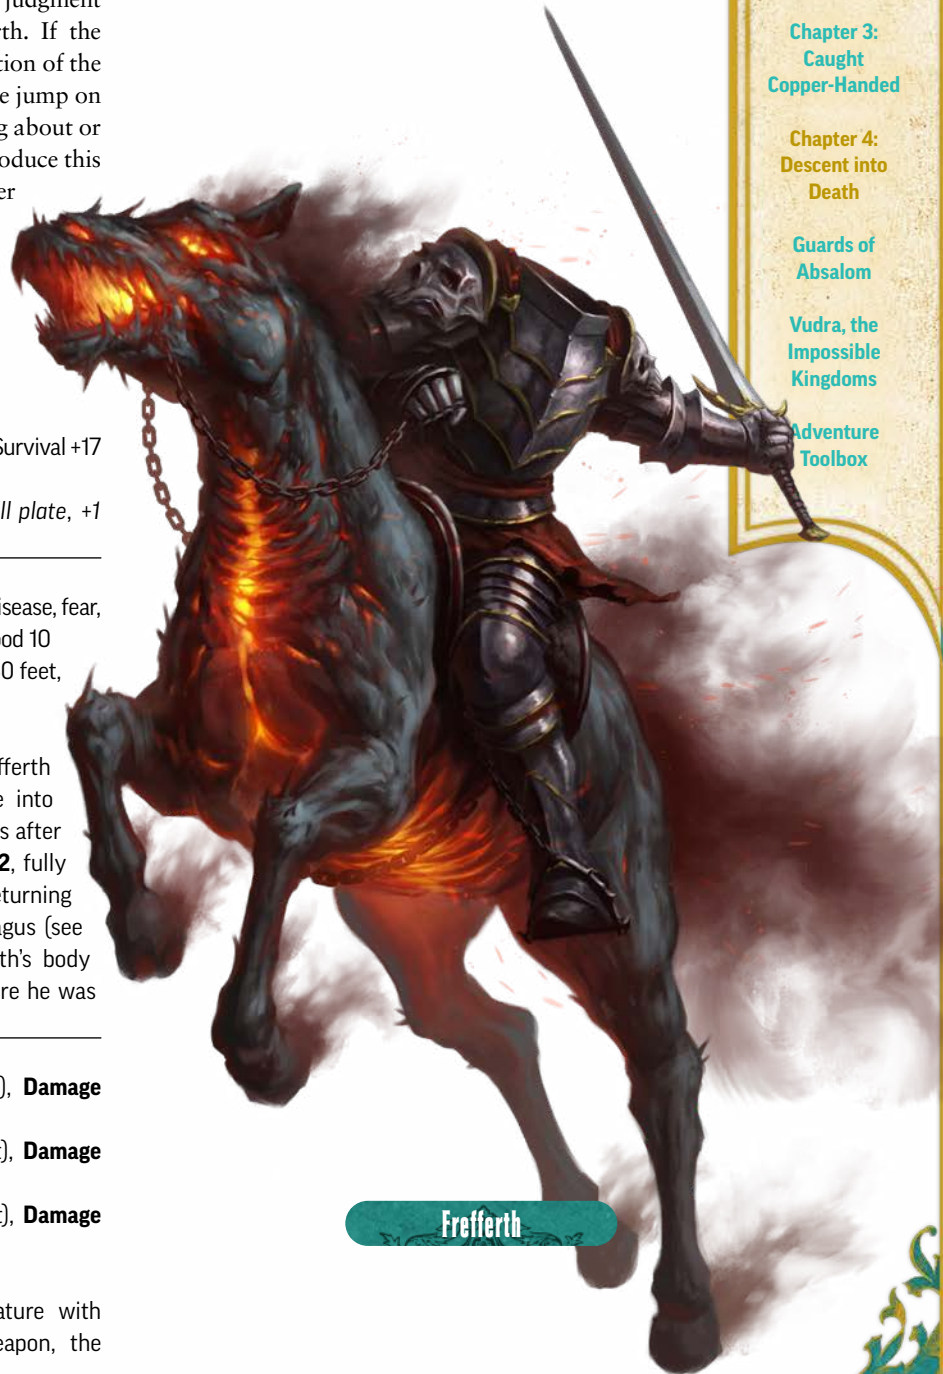 judgment
rth. If the
tion of the
e jump on
g about or
oduce this
er
Survival +17
ll plate, +1
isease, fear,
ood 10
0 feet,
fferth
e into
s after
2, fully
eturning
agus (see
th's body
re he was
), Damage
t), Damage
t), Damage
ature with
eapon, the
Chapter 3:
Caught
Copper-Handed
Chapter 4:
Descent into
Death
Guards of
Absalom
Vudra, the
Impossible
Kingdoms
Adventure
Toolbox
Frefferth